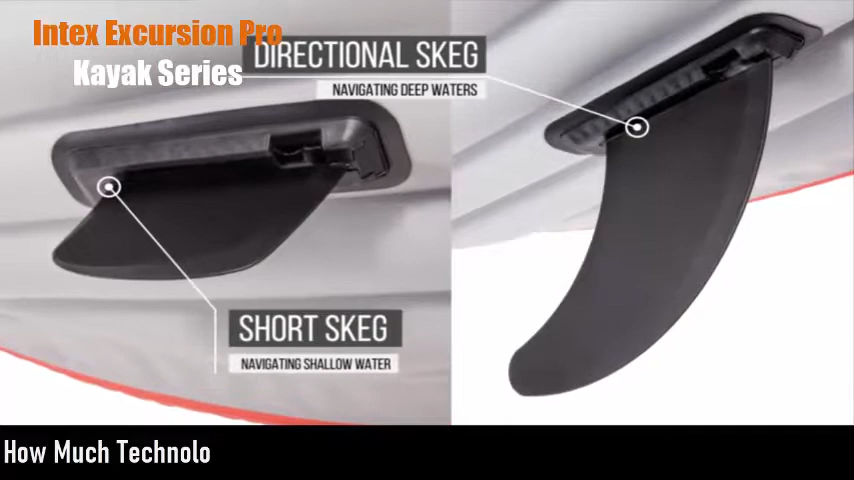 Intex Excursion Pro
Kayak Series
DIRECTIONAL SKEG
NAVIGATING DEEP WATERS
SHORT SKEG
NAVIGATING SHALLOW WATER
How Much Technolo